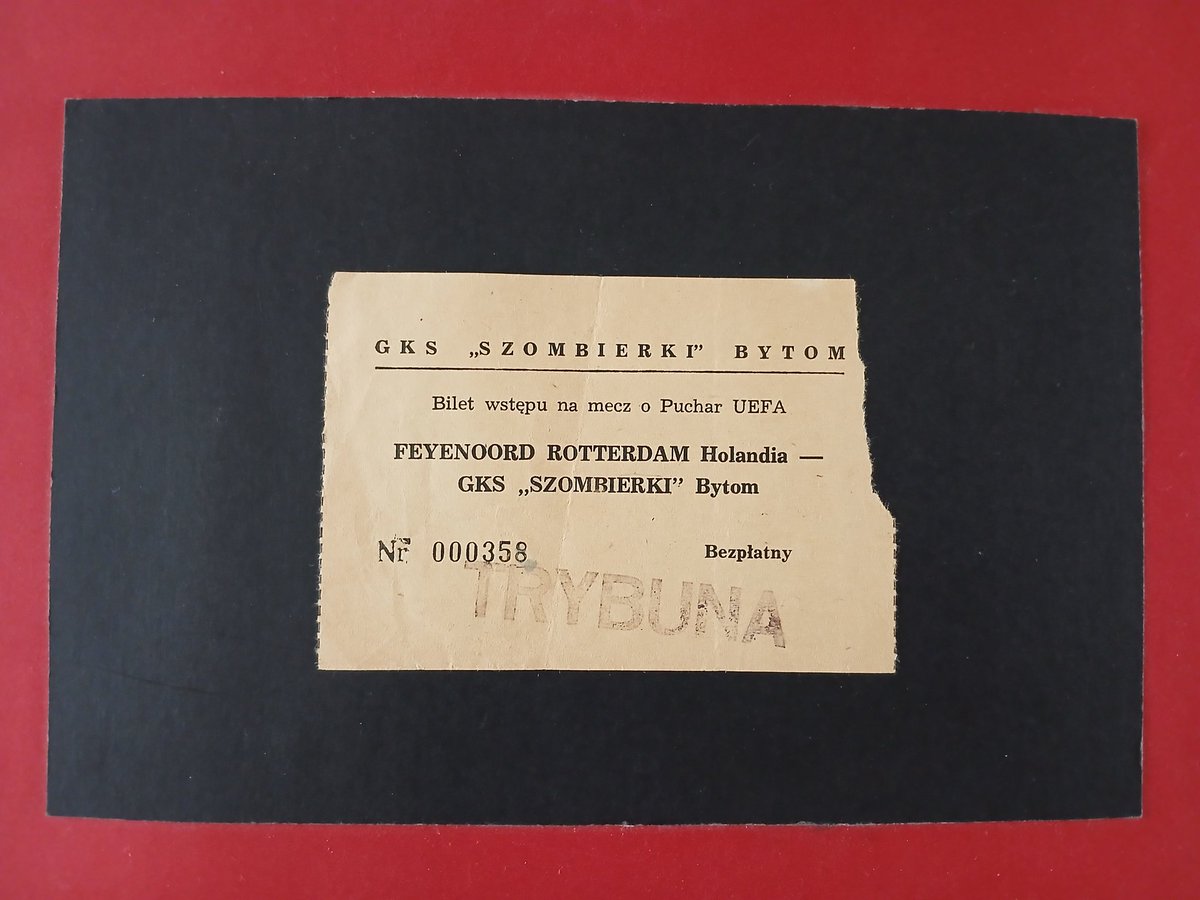 GKS „SZOMBIERKI” BYTOM
Bilet wstępu na mecz o Puchar UEFA
FEYENOORD ROTTERDAM Holandia —
GKS „SZOMBIERKI” Bytom
Nr 000358 Bezpłatny
TRYBUNA